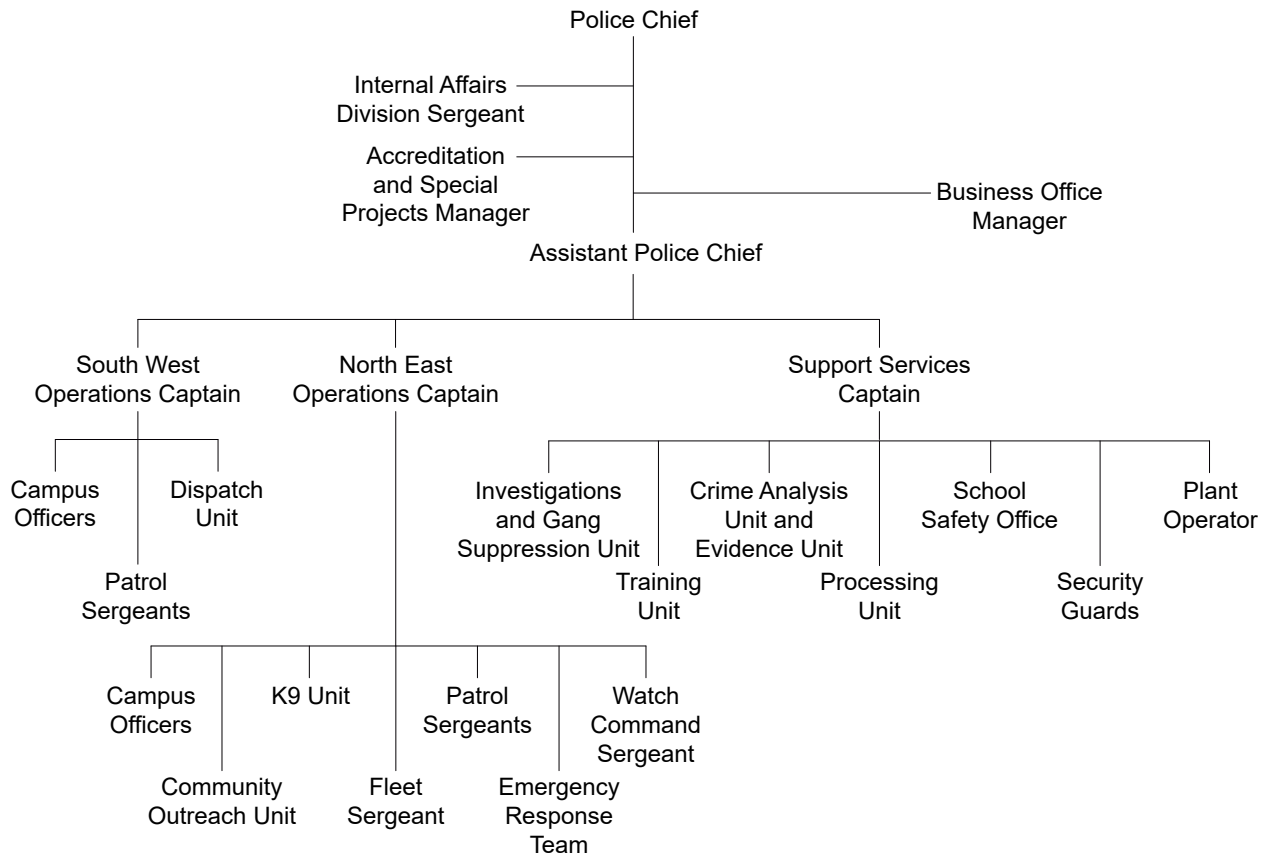 Police Chief
Internal Affairs
Division Sergeant
Accreditation
and Special
Projects Manager
Business Office
Manager
Assistant Police Chief
South West
Operations Captain
North East
Operations Captain
Support Services
Captain
Campus
Officers
Dispatch
Unit
Patrol
Sergeants
Investigations
and Gang
Suppression Unit
Crime Analysis
Unit and
Evidence Unit
School
Safety Office
Plant
Operator
Training
Unit
Processing
Unit
Security
Guards
Campus
Officers
K9 Unit
Patrol
Sergeants
Watch
Command
Sergeant
Community
Outreach Unit
Fleet
Sergeant
Emergency
Response
Team